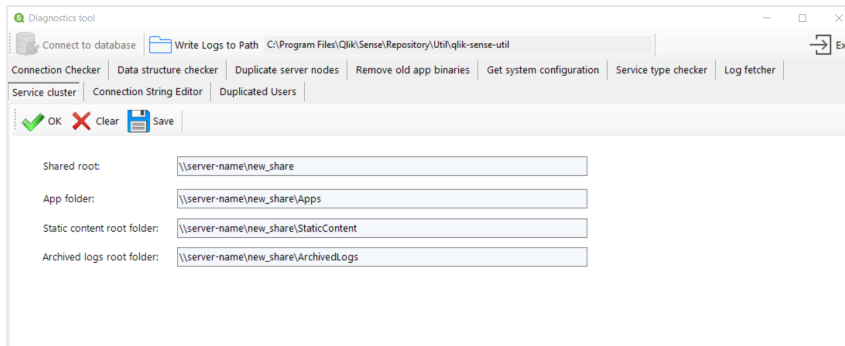 Diagnostics tool
Connect to database Write Logs to Path C:\Program Files\Qlik\Sense\Repository\Util\qlik-sense-util Ex
Connection Checker Data structure checker Duplicate server nodes Remove old app binaries Get system configuration Service type checker Log fetcher
Service cluster Connection String Editor Duplicated Users
OK Clear Save
Shared root: \\server-name\new_share
App folder: \\server-name\new_share\Apps
Static content root folder: \\server-name\new_share\StaticContent
Archived logs root folder: \\server-name\new_share\ArchivedLogs